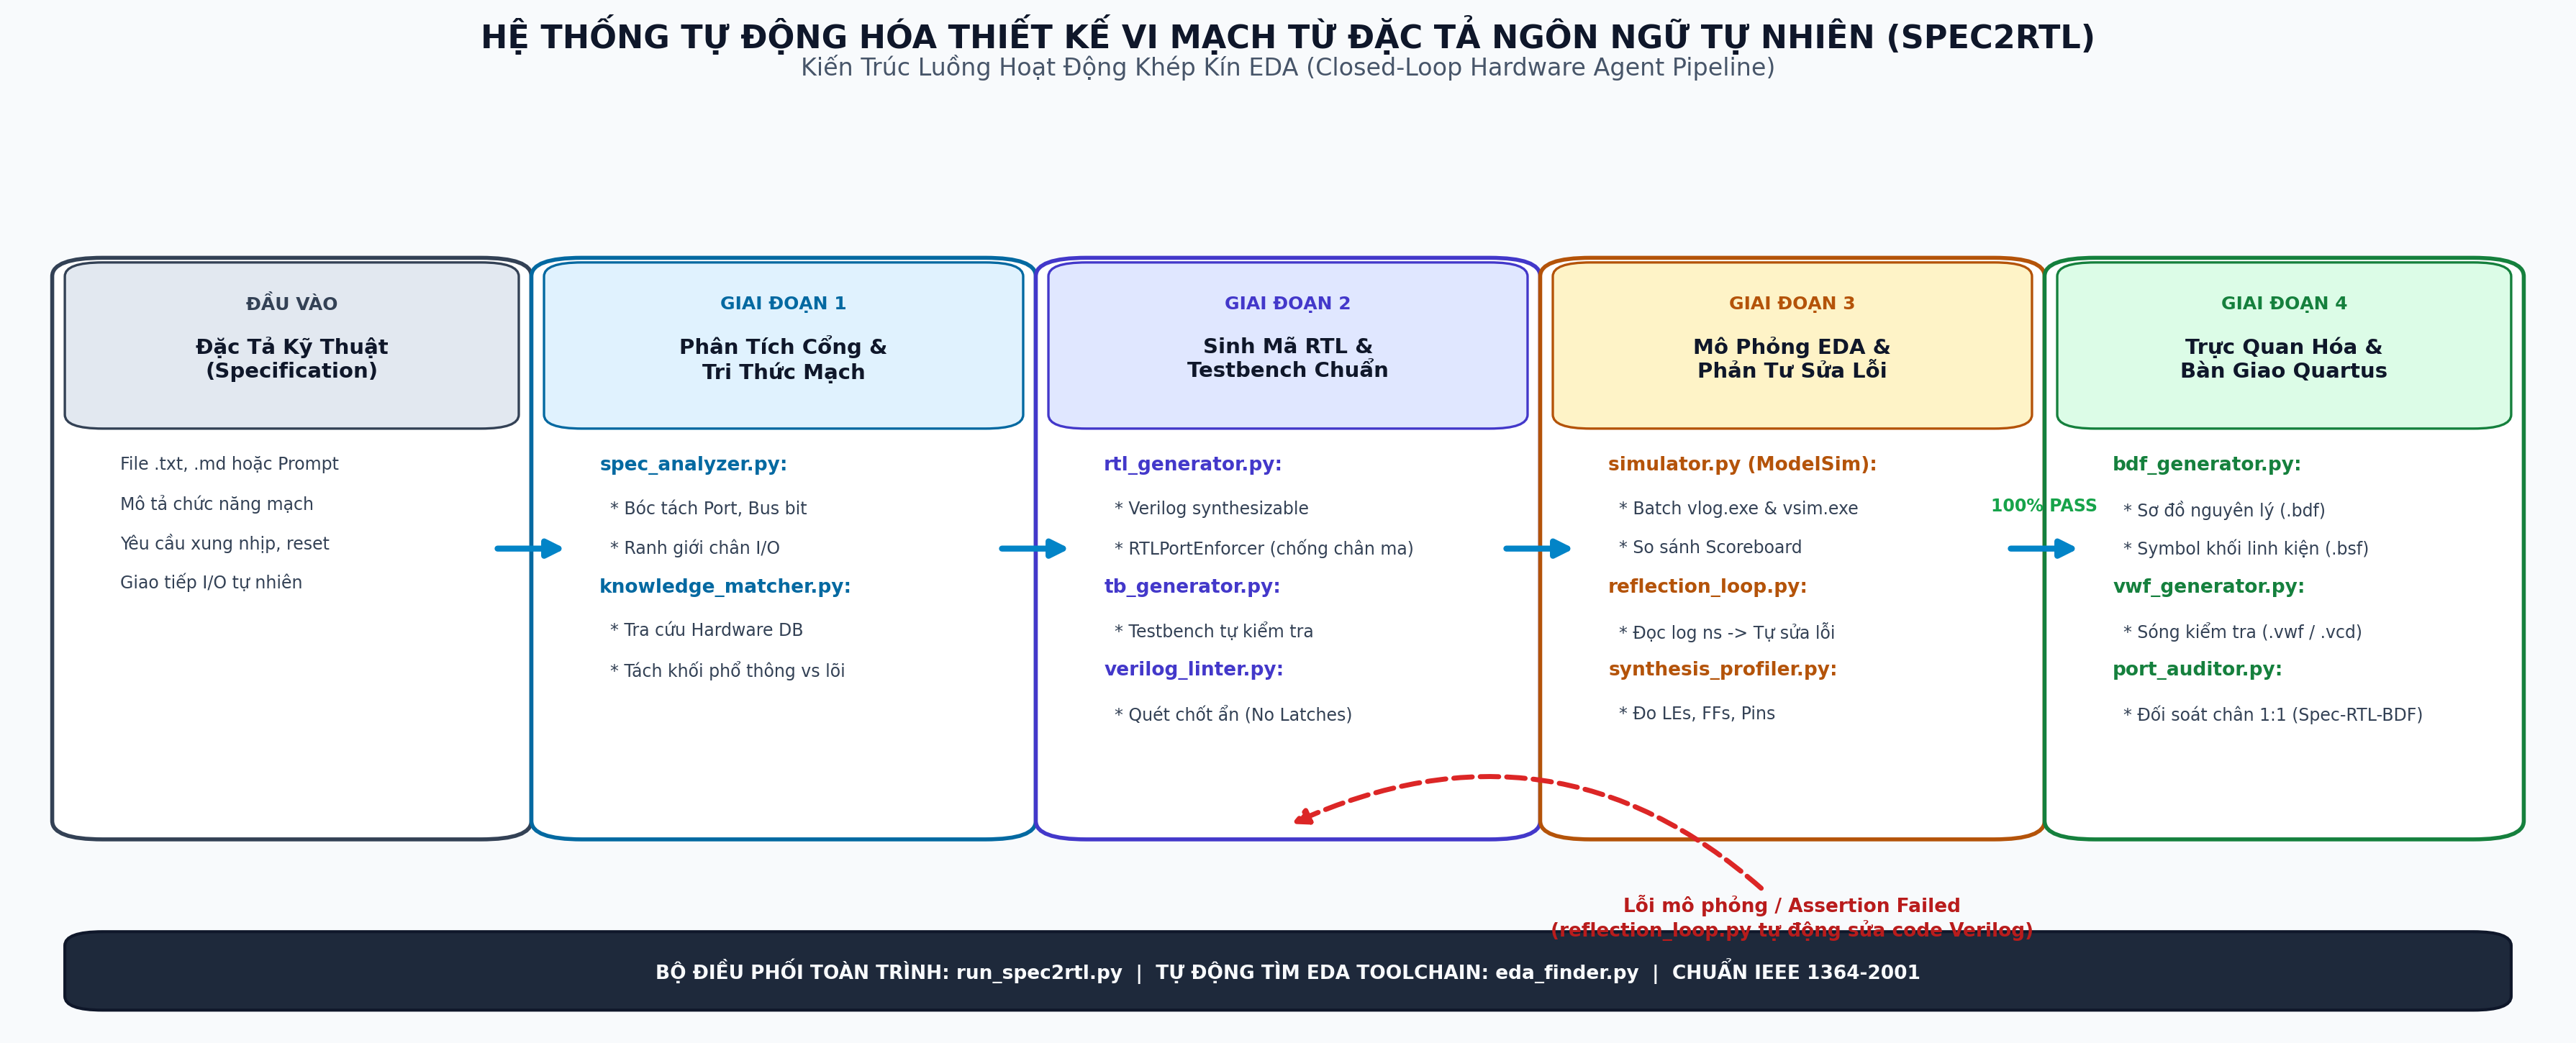 HỆ THỐNG TỰ ĐỘNG HÓA THIẾT KẾ VI MẠCH TỪ ĐẶC TẢ NGÔN NGỮ TỰ NHIÊN (SPEC2RTL)
Kiến Trúc Luồng Hoạt Động Khép Kín EDA (Closed-Loop Hardware Agent Pipeline)
ĐẦU VÀO
Đặc Tả Kỹ Thuật
(Specification)
File .txt, .md hoặc Prompt
Mô tả chức năng mạch
Yêu cầu xung nhịp, reset
Giao tiếp I/O tự nhiên
GIAI ĐOẠN 1
Phân Tích Cổng &
Tri Thức Mạch
spec_analyzer.py:
* Bóc tách Port, Bus bit
* Ranh giới chân I/O
knowledge_matcher.py:
* Tra cứu Hardware DB
* Tách khối phổ thông vs lõi
GIAI ĐOẠN 2
Sinh Mã RTL &
Testbench Chuẩn
rtl_generator.py:
* Verilog synthesizable
* RTLPortEnforcer (chống chân ma)
tb_generator.py:
* Testbench tự kiểm tra
verilog_linter.py:
* Quét chốt ẩn (No Latches)
GIAI ĐOẠN 3
Mô Phỏng EDA &
Phản Tư Sửa Lỗi
simulator.py (ModelSim):
* Batch vlog.exe & vsim.exe
* So sánh Scoreboard
reflection_loop.py:
* Đọc log ns -> Tự sửa lỗi
synthesis_profiler.py:
* Đo LEs, FFs, Pins
100% PASS
GIAI ĐOẠN 4
Trực Quan Hóa &
Bàn Giao Quartus
bdf_generator.py:
* Sơ đồ nguyên lý (.bdf)
* Symbol khối linh kiện (.bsf)
vwf_generator.py:
* Sóng kiểm tra (.vwf / .vcd)
port_auditor.py:
* Đối soát chân 1:1 (Spec-RTL-BDF)
Lỗi mô phỏng / Assertion Failed
(reflection_loop.py tự động sửa code Verilog)
BỘ ĐIỀU PHỐI TOÀN TRÌNH: run_spec2rtl.py | TỰ ĐỘNG TÌM EDA TOOLCHAIN: eda_finder.py | CHUẨN IEEE 1364-2001